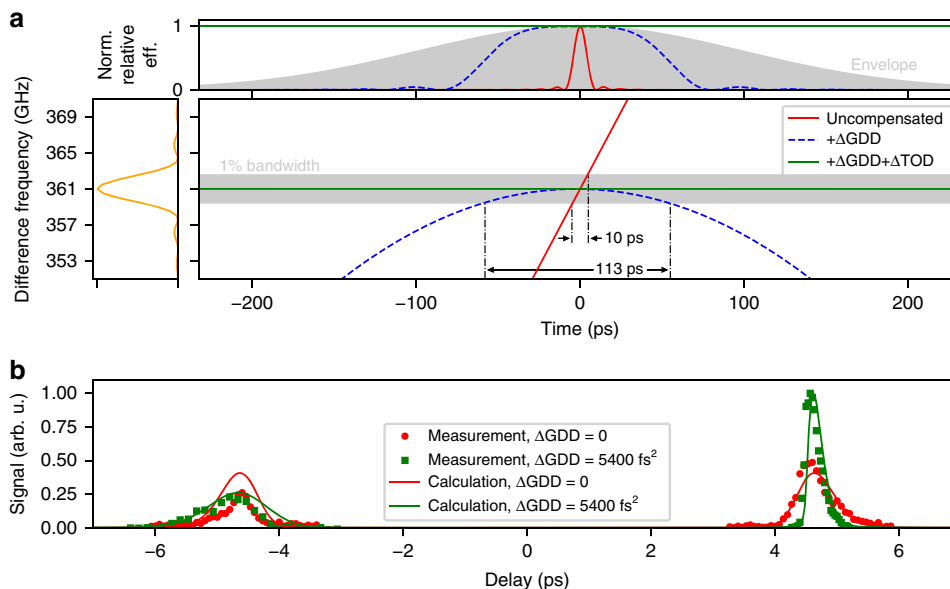 a
Norm.
relative
eff.
1
0
Envelope
Difference frequency (GHz)
369
365
361
357
353
1% bandwidth
Uncompensated
+ΔGDD
+ΔGDD+ΔTOD
10 ps
113 ps
−200
−100
0
100
200
Time (ps)
b
Signal (arb. u.)
1.00
0.75
0.50
0.25
0.00
Measurement, ΔGDD = 0
Measurement, ΔGDD = 5400 fs²
Calculation, ΔGDD = 0
Calculation, ΔGDD = 5400 fs²
−6
−4
−2
0
2
4
6
Delay (ps)